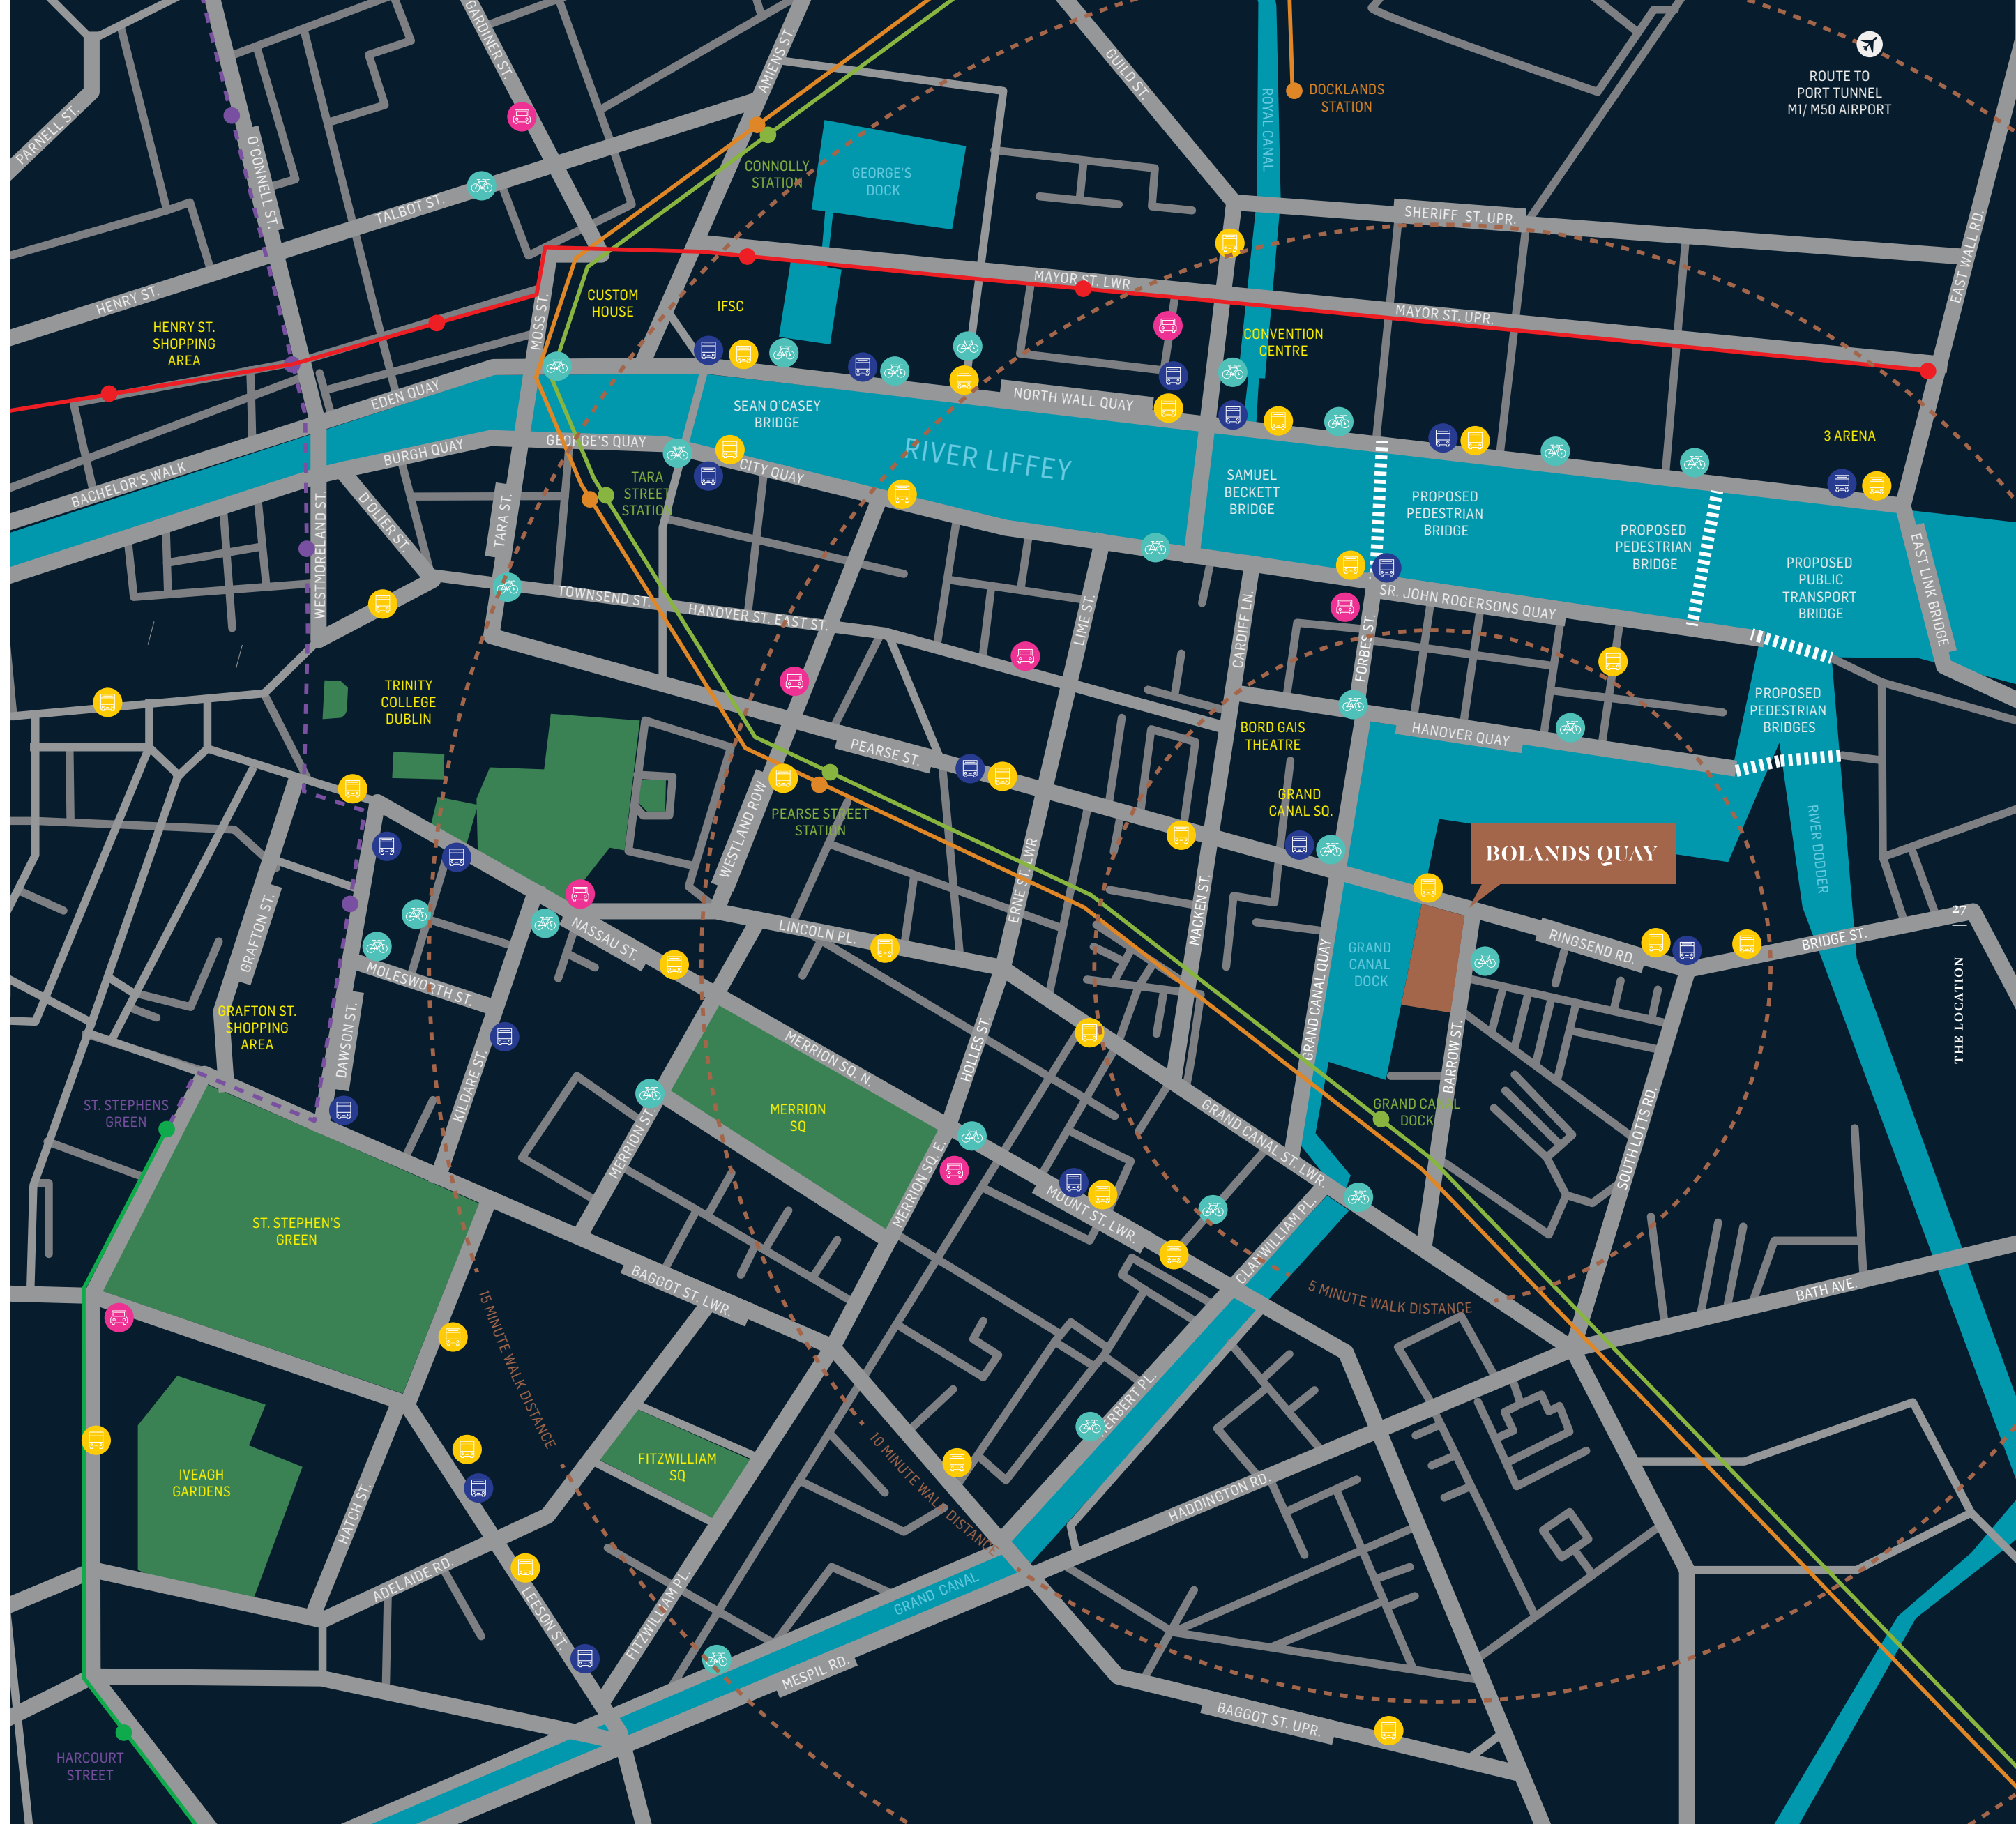 GARDINER ST.
AMIENS ST.
GUILD ST.
ROYAL CANAL
DOCKLANDS
STATION
ROUTE TO
PORT TUNNEL
M1/ M50 AIRPORT
PARNELL ST.
O'CONNELL ST.
TALBOT ST.
CONNOLLY
STATION
GEORGE'S
DOCK
SHERIFF ST. UPR.
EAST WALL RD.
HENRY ST.
HENRY ST.
SHOPPING
AREA
MOSS ST.
CUSTOM
HOUSE
IFSC
MAYOR ST. LWR
MAYOR ST. UPR.
CONVENTION
CENTRE
EDEN QUAY
SEAN O'CASEY
BRIDGE
NORTH WALL QUAY
3 ARENA
BACHELOR'S WALK
BURGH QUAY
GEORGE'S QUAY
CITY QUAY
RIVER LIFFEY
SAMUEL
BECKETT
BRIDGE
PROPOSED
PEDESTRIAN
BRIDGE
PROPOSED
PEDESTRIAN
BRIDGE
PROPOSED
PUBLIC
TRANSPORT
BRIDGE
EAST LINK BRIDGE
TARA
STREET
STATION
WESTMORELAND ST.
D'OLIER ST.
TARA ST.
TOWNSEND ST.
HANOVER ST. EAST ST.
LIME ST.
CARDIFF LN.
FORBES ST.
SR. JOHN ROGERSONS QUAY
TRINITY
COLLEGE
DUBLIN
BORD GAIS
THEATRE
HANOVER QUAY
PROPOSED
PEDESTRIAN
BRIDGES
PEARSE ST.
WESTLAND ROW
PEARSE STREET
STATION
GRAND
CANAL SQ.
RIVER DODDER
BOLANDS QUAY
ERNE ST. LWR
MACKEN ST.
GRAND CANAL QUAY
GRAND
CANAL
DOCK
RINGSEND RD.
BRIDGE ST.
27
THE LOCATION
GRAFTON ST.
NASSAU ST.
LINCOLN PL.
MOLESWORTH ST.
GRAFTON ST.
SHOPPING
AREA
DAWSON ST.
KILDARE ST.
MERRION SQ. N.
HOLLES ST.
BARROW ST.
GRAND CANAL
DOCK
SOUTH LOTTS RD.
ST. STEPHENS
GREEN
MERRION
SQ
MERRION ST.
MERRION SQ. E.
GRAND CANAL ST. LWR.
MOUNT ST. LWR.
CLANWILLIAM PL.
ST. STEPHEN'S
GREEN
BAGGOT ST. LWR.
5 MINUTE WALK DISTANCE
BATH AVE.
15 MINUTE WALK DISTANCE
10 MINUTE WALK DISTANCE
HERBERT PL.
FITZWILLIAM
SQ
IVEAGH
GARDENS
HATCH ST.
HADDINGTON RD.
ADELAIDE RD.
LEESON ST.
FITZWILLIAM PL.
GRAND CANAL
MESPIL RD.
BAGGOT ST. UPR.
HARCOURT
STREET